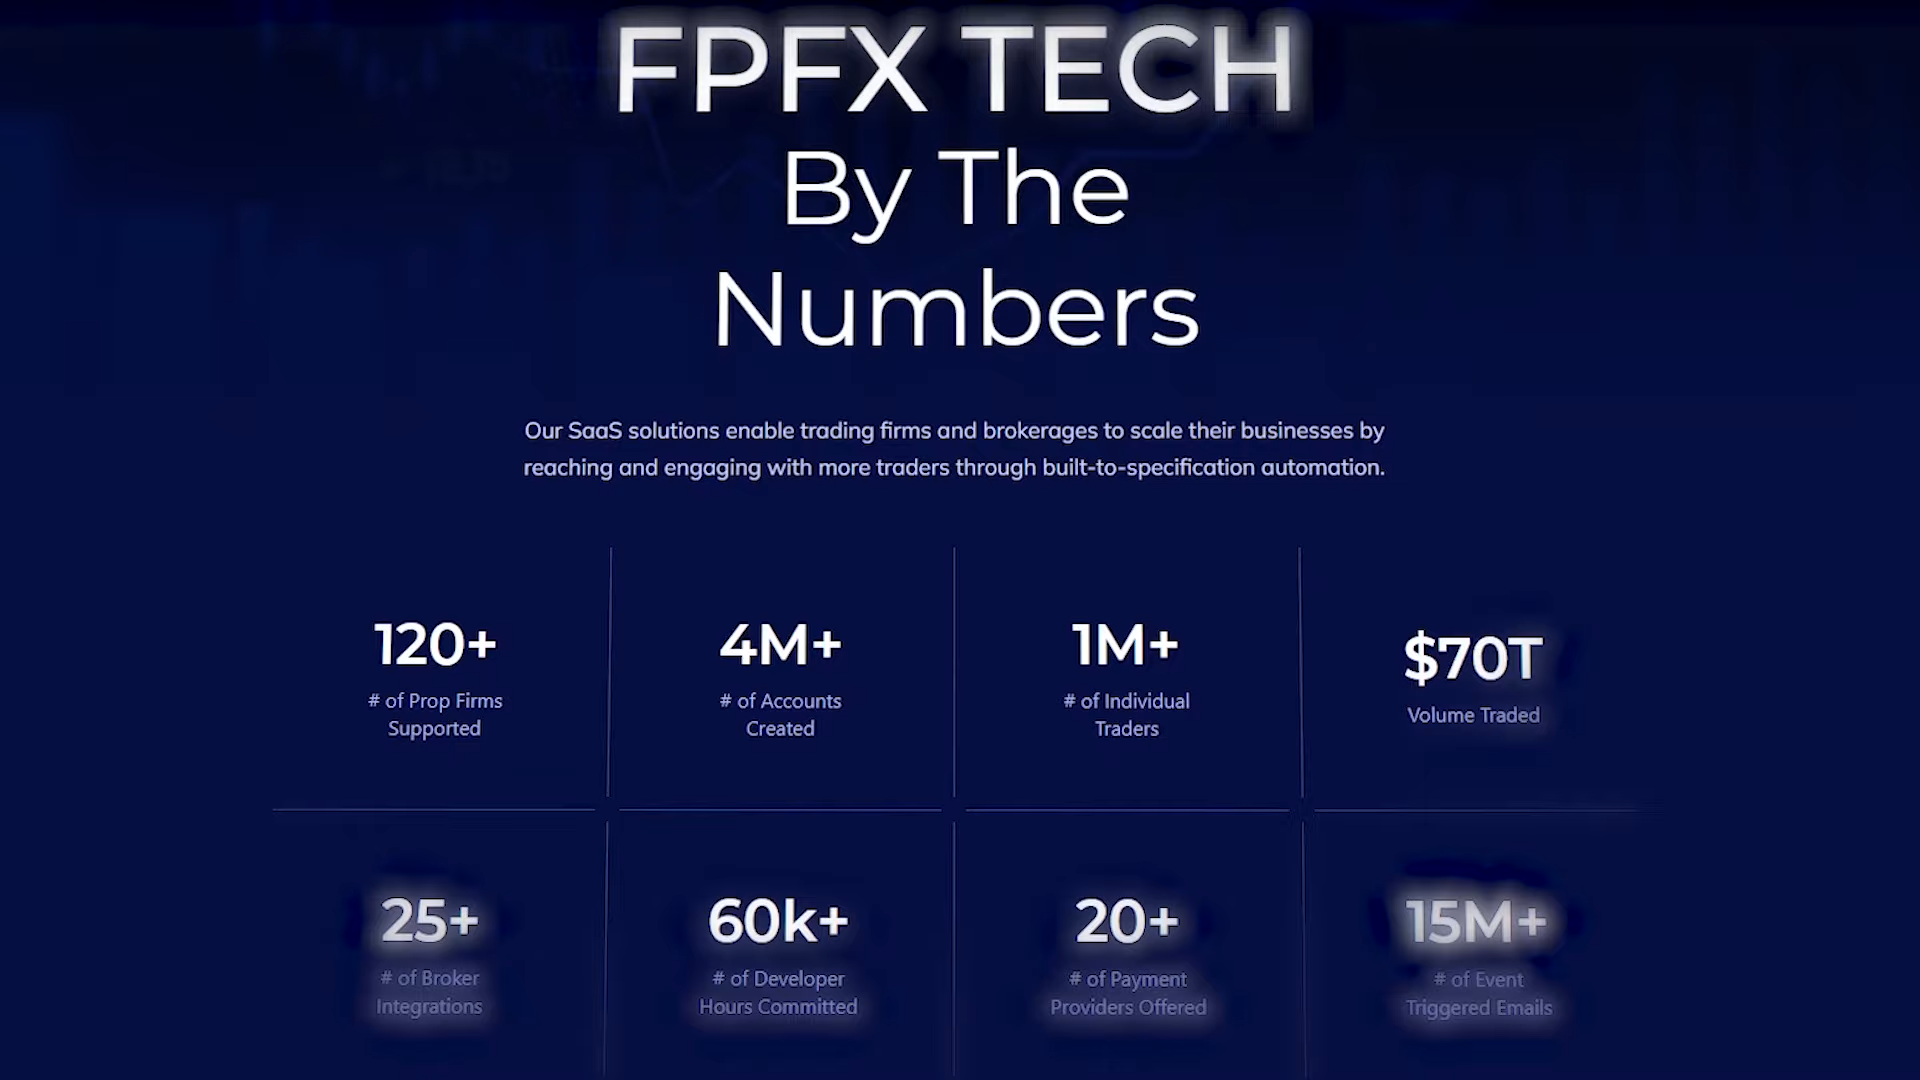 FPFX TECH
By The
Numbers
Our SaaS solutions enable trading firms and brokerages to scale their businesses by
reaching and engaging with more traders through built-to-specification automation.
120+
# of Prop Firms
Supported
4M+
# of Accounts
Created
1M+
# of Individual
Traders
$70T
Volume Traded
25+
# of Broker
Integrations
60k+
# of Developer
Hours Committed
20+
# of Payment
Providers Offered
15M+
# of Event
Triggered Emails